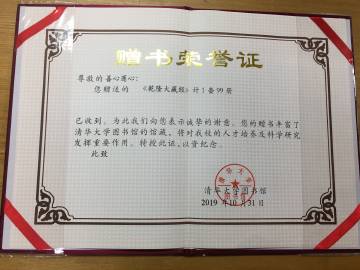 赠书荣誉证
尊敬的善心善心:
您赠送的 《乾隆大藏经》计1套99册
已收到。为此我们向您表示诚挚的谢意。您的赠书丰富了
清华大学图书馆的馆藏，将对我校的人才培养及科学研究
发挥重要作用。特授此证，以资纪念。
此致
清华大学图书馆
2019年10月31日